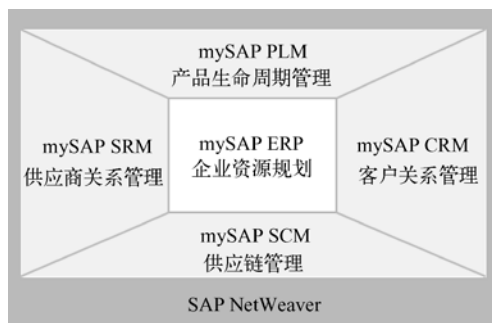 mySAP PLM
产品生命周期管理
mySAP SRM
供应商关系管理
mySAP ERP
企业资源规划
mySAP CRM
客户关系管理
mySAP SCM
供应链管理
SAP NetWeaver